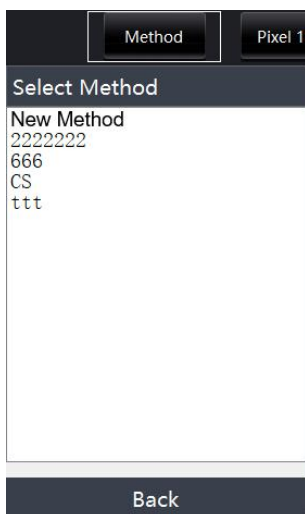 Method
Pixel 1
Select Method
New Method
2222222
666
CS
ttt
Back